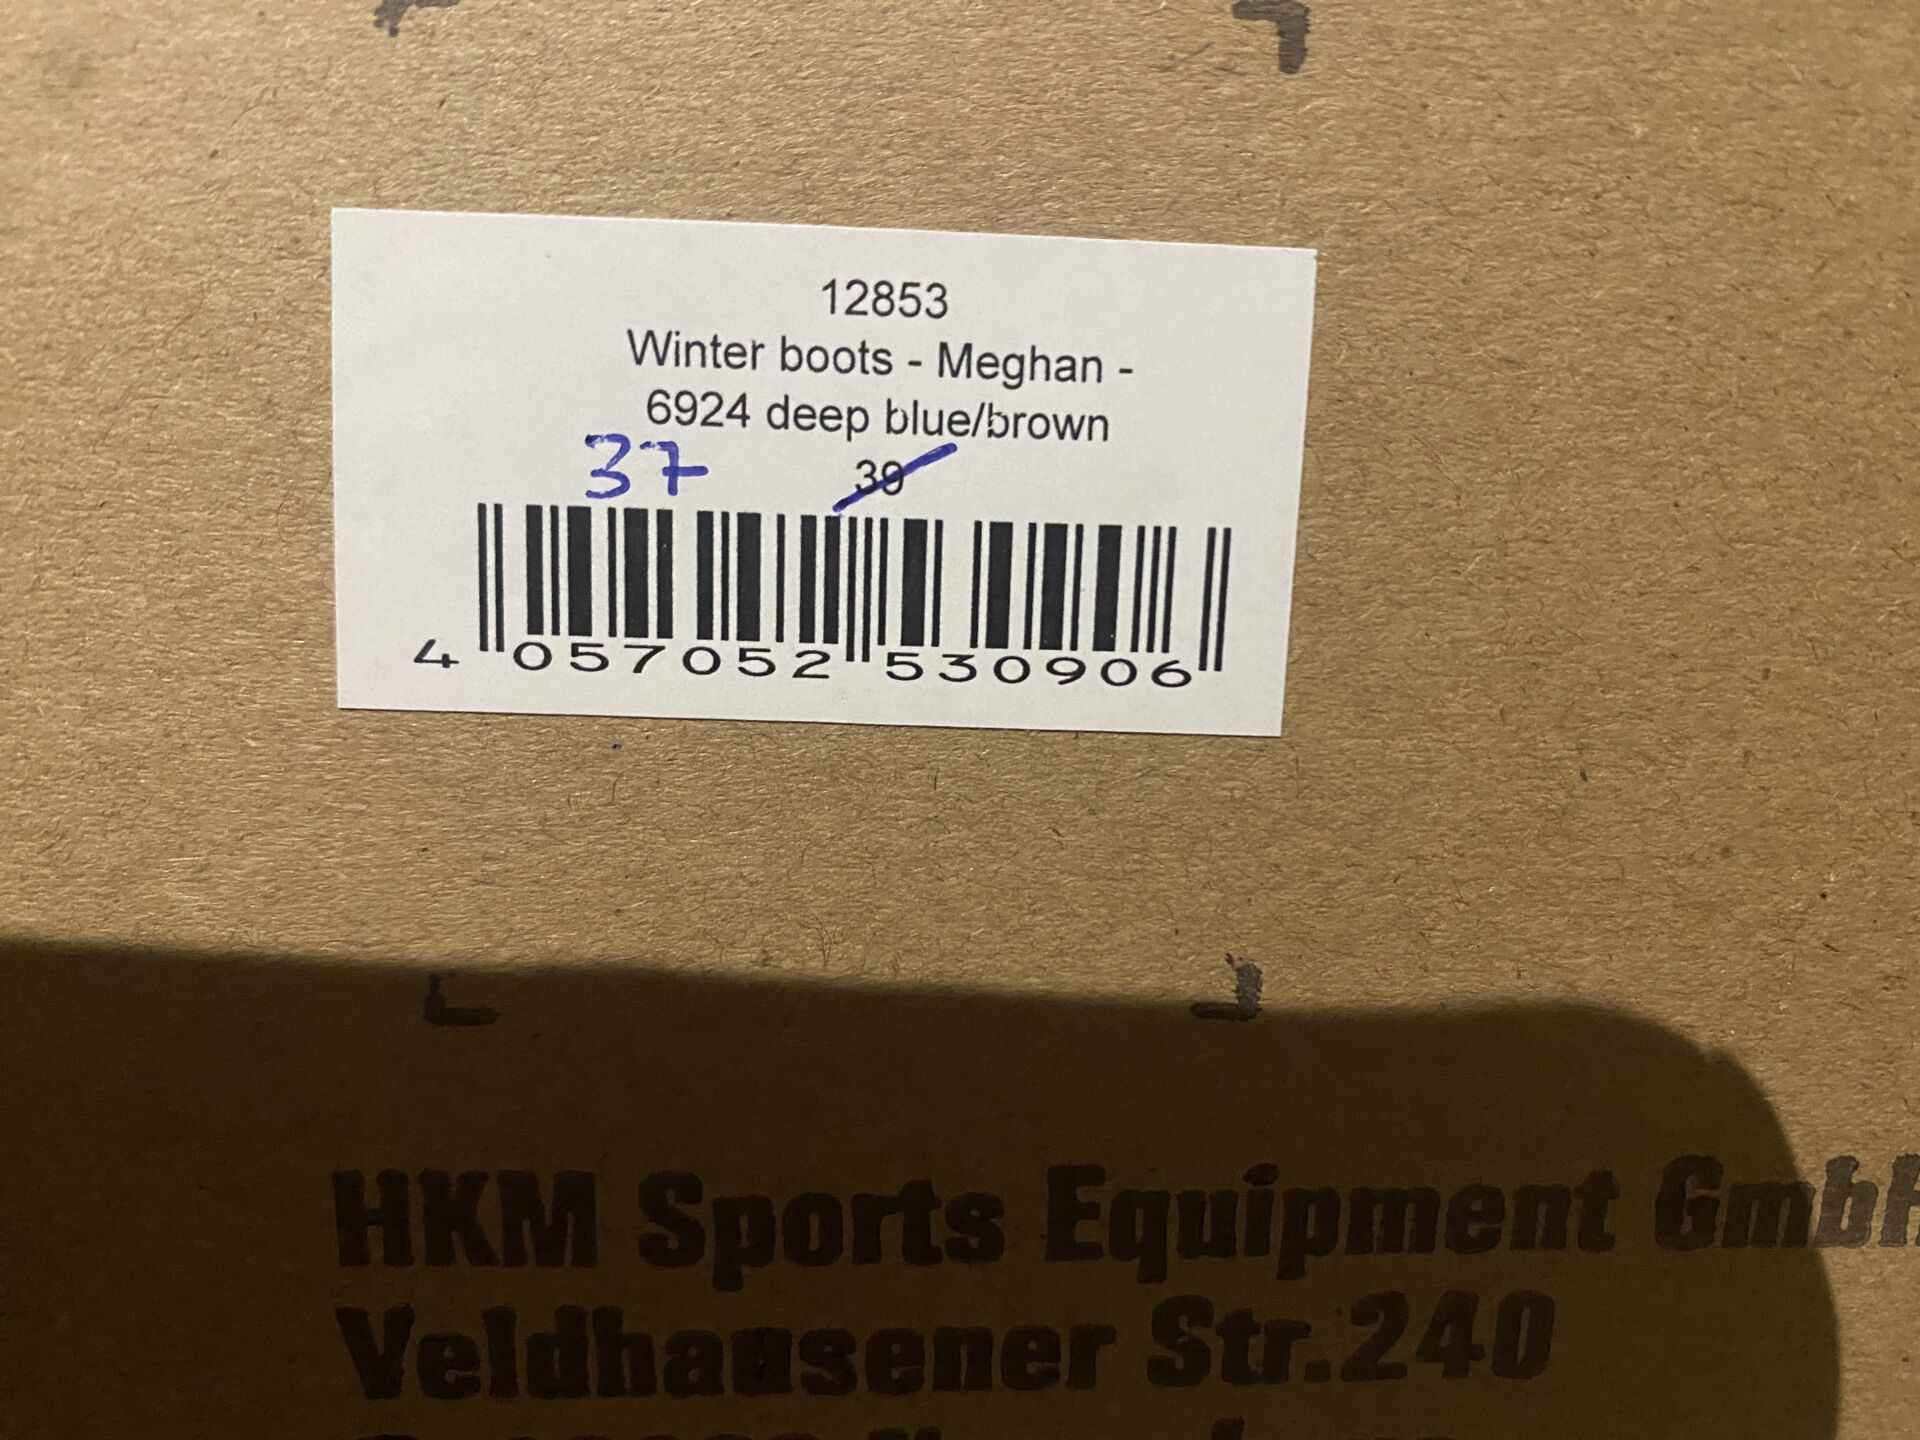 12853
Winter boots - Meghan -
6924 deep blue/brown
37 39
4 057052 530906
HKM Sports Equipment GmbH
Veldhausener Str.240